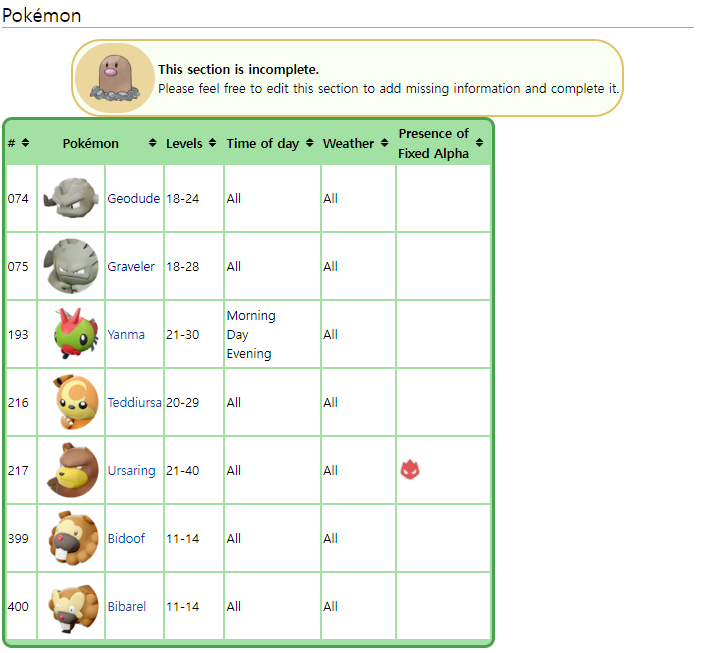 Pokémon
This section is incomplete.
Please feel free to edit this section to add missing information and complete it.
# Pokémon Levels Time of day Weather Presence of Fixed Alpha
074 Geodude 18-24 All All
075 Graveler 18-28 All All
193 Yanma 21-30 Morning Day Evening All
216 Teddiursa 20-29 All All
217 Ursaring 21-40 All All
399 Bidoof 11-14 All All
400 Bibarel 11-14 All All